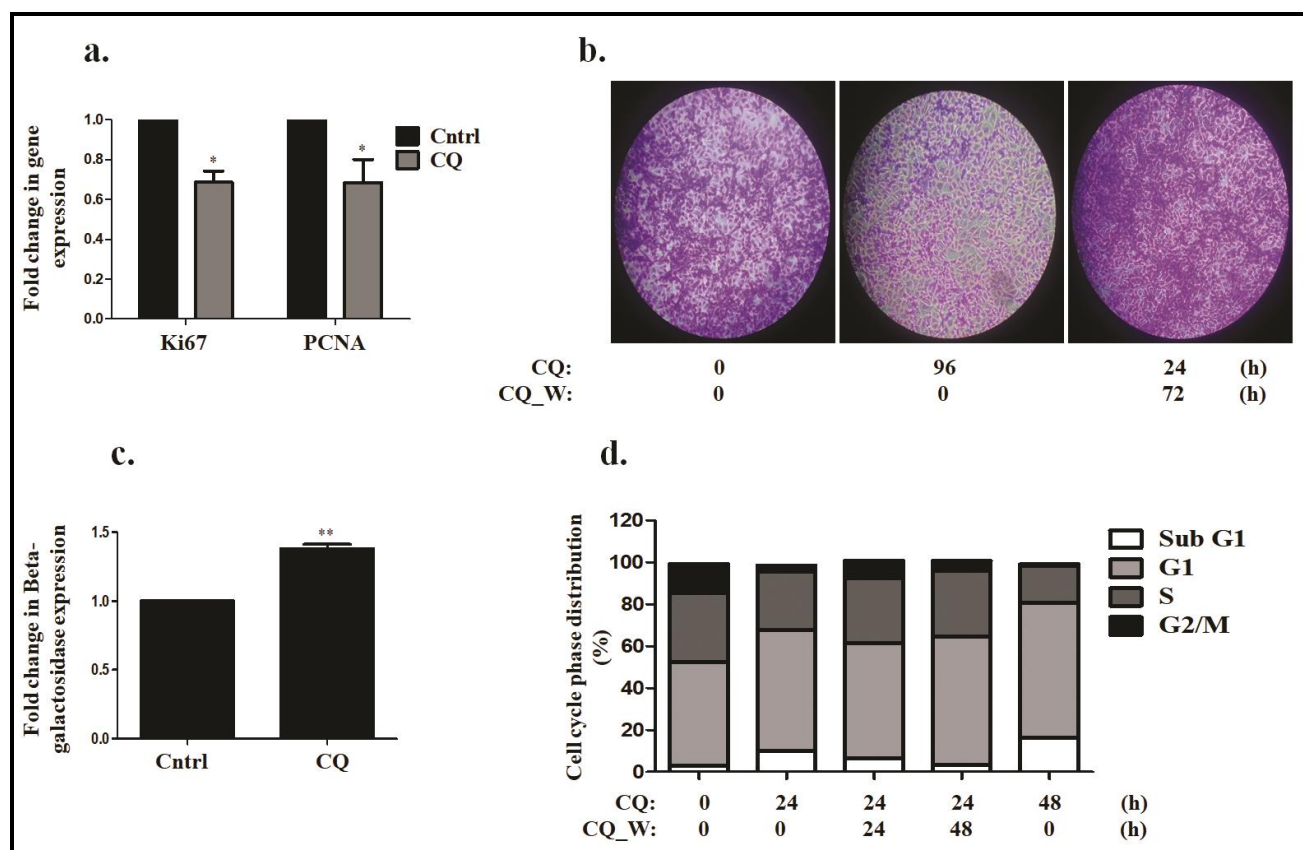 a.
Fold change in gene
expression
1.0
0.8
0.6
0.4
0.2
0.0
*
*
Ki67 PCNA
Cntrl
CQ
b.
CQ: 0 96 24 (h)
CQ_W: 0 0 72 (h)
c.
Fold change in Beta-
galactosidase expression
1.5
1.0
0.5
0.0
**
Cntrl CQ
d.
Cell cycle phase distribution
(%)
120
100
80
60
40
20
0
Sub G1
G1
S
G2/M
CQ: 0 24 24 24 48 (h)
CQ_W: 0 0 24 48 0 (h)